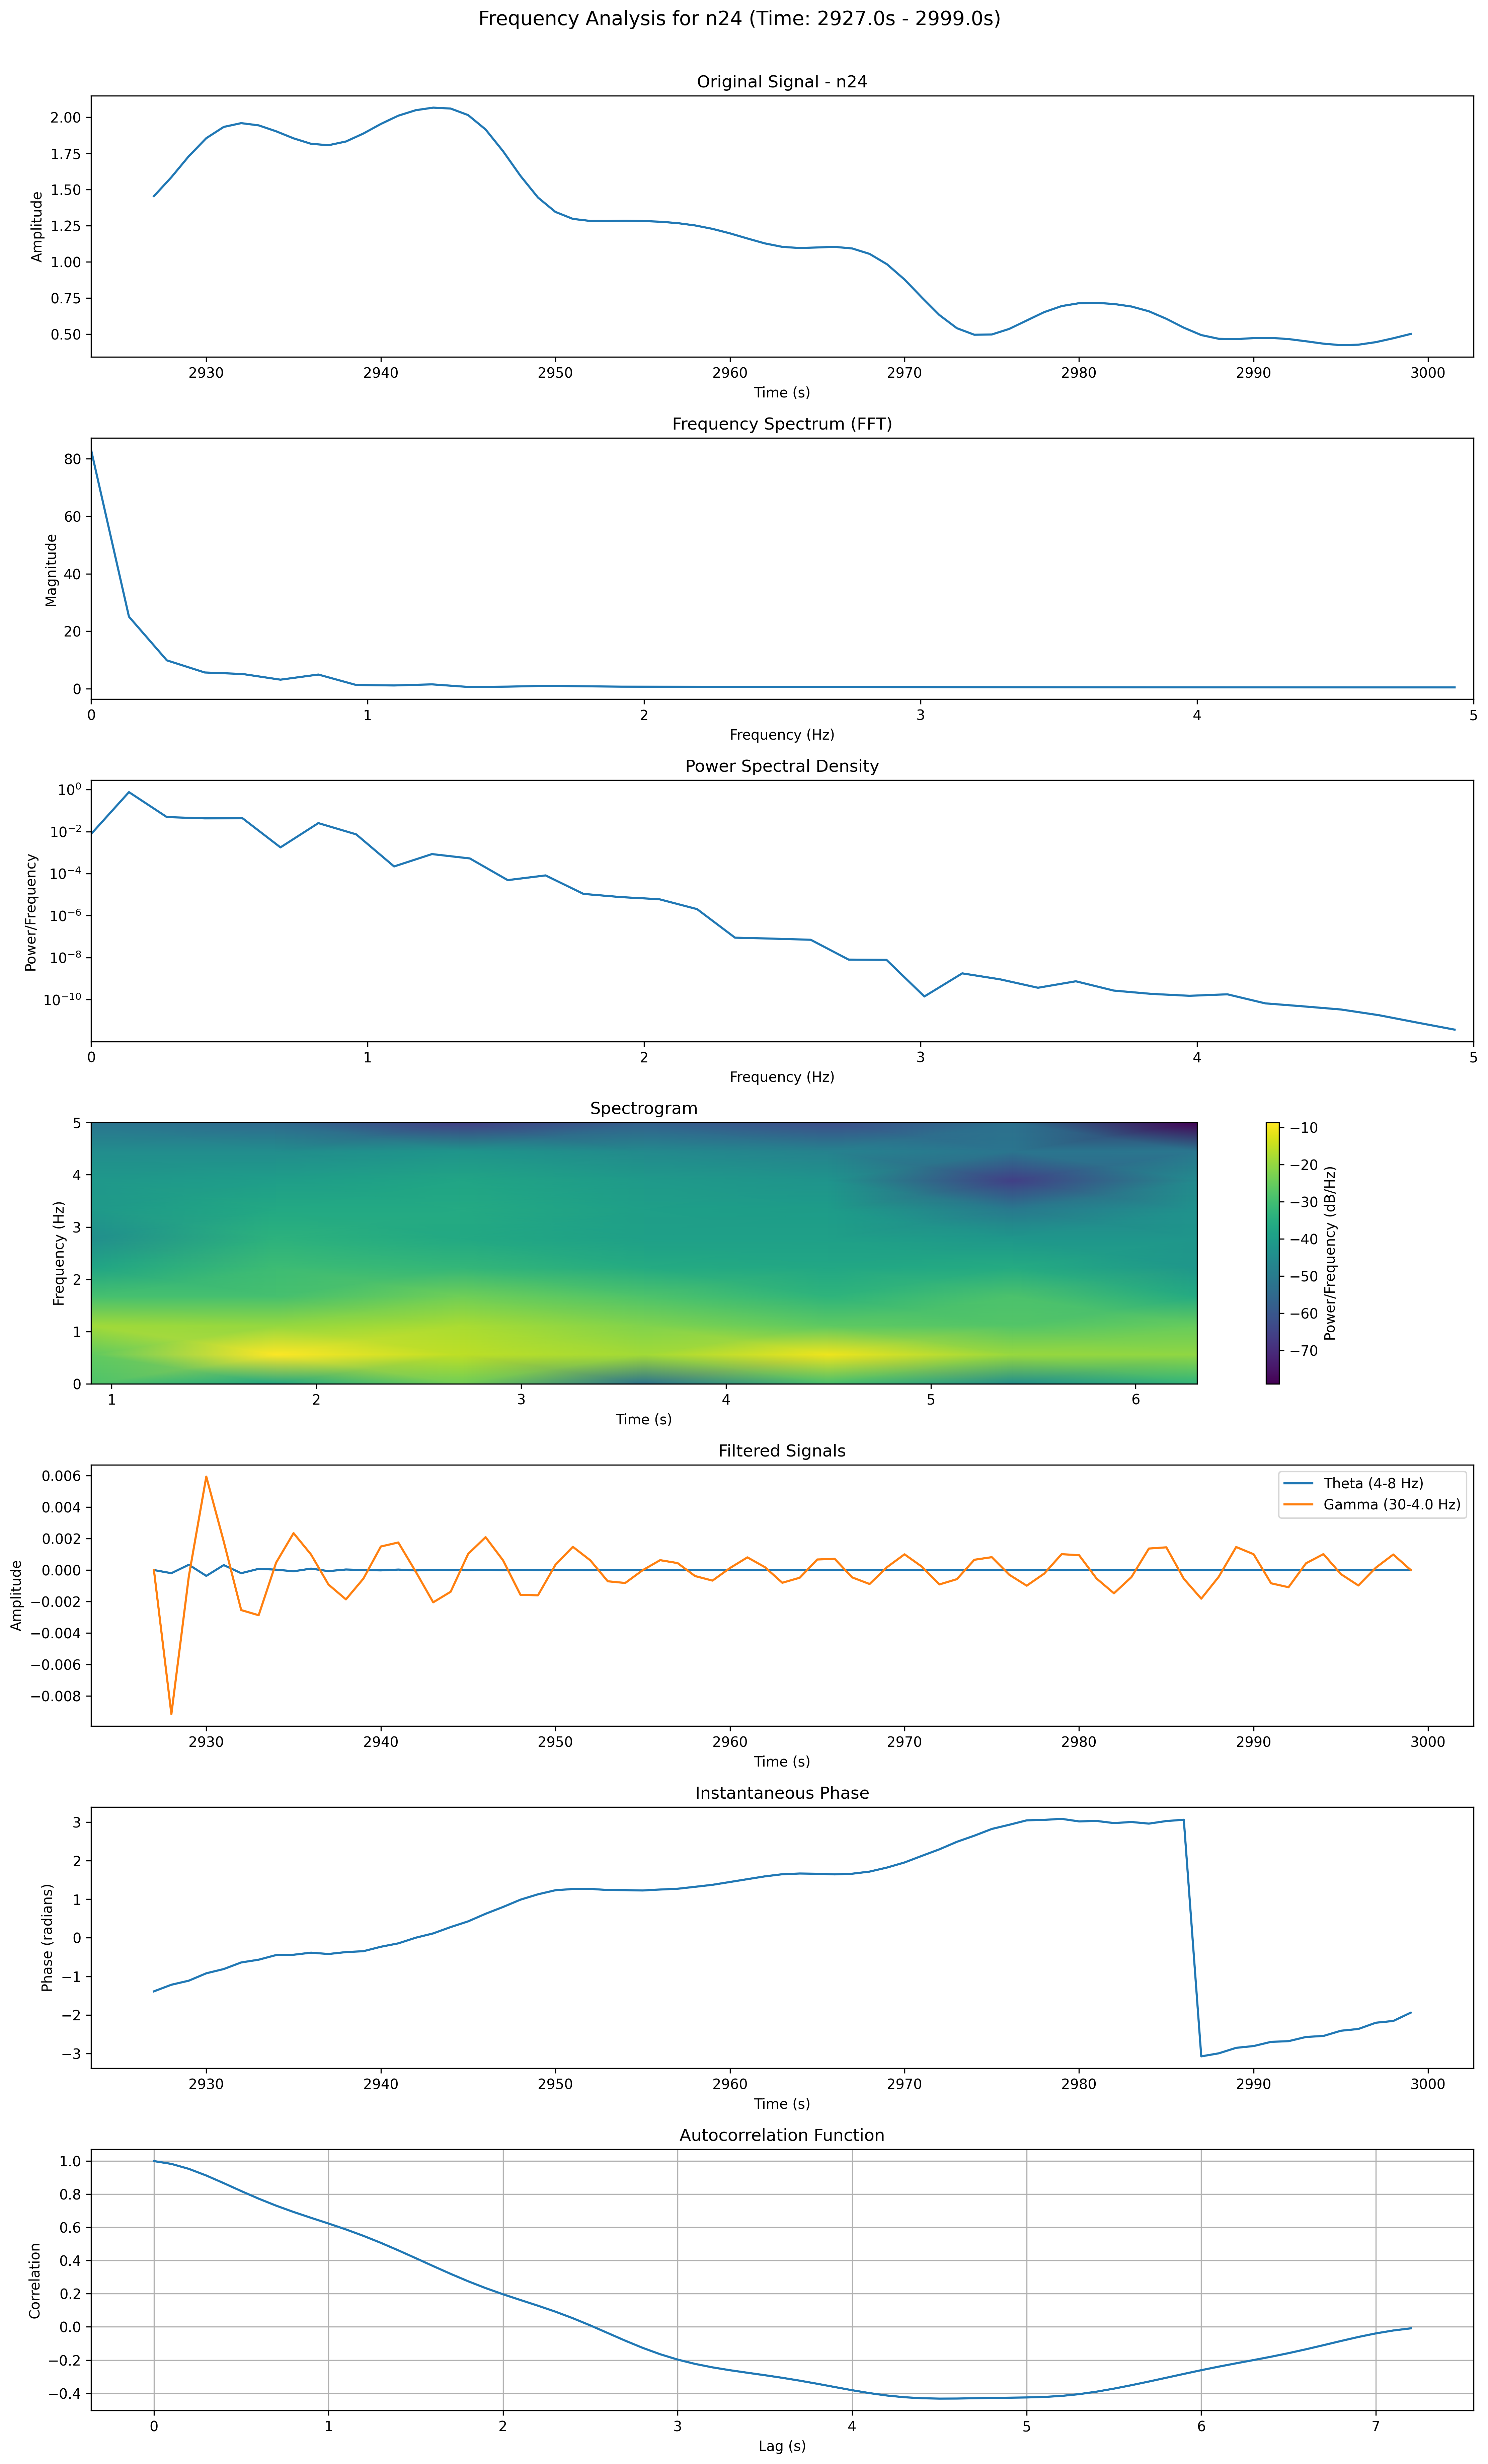 Frequency Analysis for n24 (Time: 2927.0s - 2999.0s)
Original Signal - n24
Amplitude
2.00
1.75
1.50
1.25
1.00
0.75
0.50
2930 2940 2950 2960 2970 2980 2990 3000
Time (s)
Frequency Spectrum (FFT)
Magnitude
80
60
40
20
0
0 1 2 3 4 5
Frequency (Hz)
Power Spectral Density
Power/Frequency
10⁰
10⁻²
10⁻⁴
10⁻⁶
10⁻⁸
10⁻¹⁰
0 1 2 3 4 5
Frequency (Hz)
Spectrogram
Frequency (Hz)
5
4
3
2
1
0
1 2 3 4 5 6
Time (s)
−10
−20
−30
−40
−50
−60
−70
Power/Frequency (dB/Hz)
Filtered Signals
Amplitude
0.006
0.004
0.002
0.000
−0.002
−0.004
−0.006
−0.008
Theta (4-8 Hz)
Gamma (30-4.0 Hz)
2930 2940 2950 2960 2970 2980 2990 3000
Time (s)
Instantaneous Phase
Phase (radians)
3
2
1
0
−1
−2
−3
2930 2940 2950 2960 2970 2980 2990 3000
Time (s)
Autocorrelation Function
Correlation
1.0
0.8
0.6
0.4
0.2
0.0
−0.2
−0.4
0 1 2 3 4 5 6 7
Lag (s)